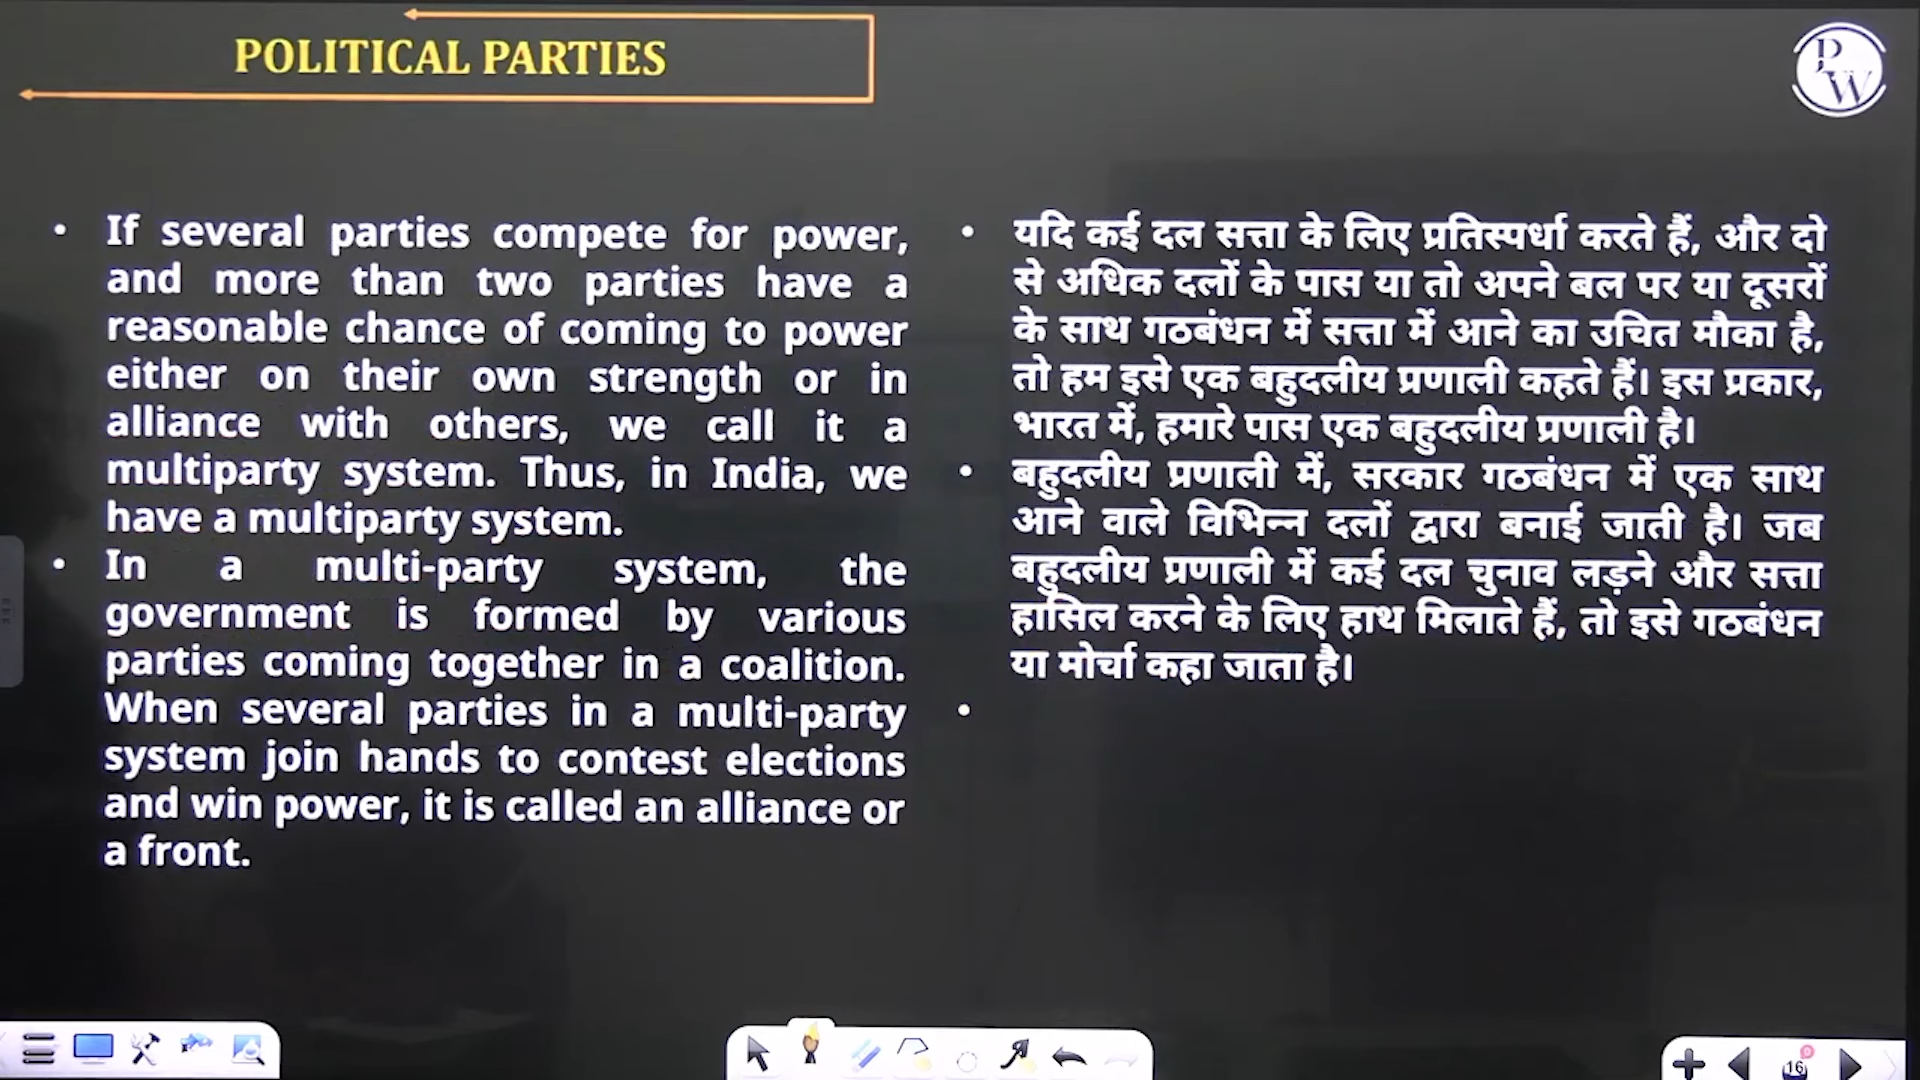 POLITICAL PARTIES
PW
• If several parties compete for power,
and more than two parties have a
reasonable chance of coming to power
either on their own strength or in
alliance with others, we call it a
multiparty system. Thus, in India, we
have a multiparty system.
• In a multi-party system, the
government is formed by various
parties coming together in a coalition.
When several parties in a multi-party
system join hands to contest elections
and win power, it is called an alliance or
a front.
• यदि कई दल सत्ता के लिए प्रतिस्पर्धा करते हैं, और दो
से अधिक दलों के पास या तो अपने बल पर या दूसरों
के साथ गठबंधन में सत्ता में आने का उचित मौका है,
तो हम इसे एक बहुदलीय प्रणाली कहते हैं। इस प्रकार,
भारत में, हमारे पास एक बहुदलीय प्रणाली है।
• बहुदलीय प्रणाली में, सरकार गठबंधन में एक साथ
आने वाले विभिन्न दलों द्वारा बनाई जाती है। जब
बहुदलीय प्रणाली में कई दल चुनाव लड़ने और सत्ता
हासिल करने के लिए हाथ मिलाते हैं, तो इसे गठबंधन
या मोर्चा कहा जाता है।
•
16